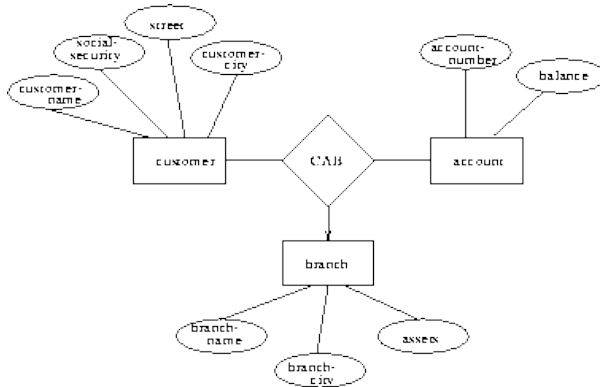 street
social-
security
customer-
city
customer-
name
account-
number
balance
customer
CAB
account
branch
branch-
name
assets
branch-
city